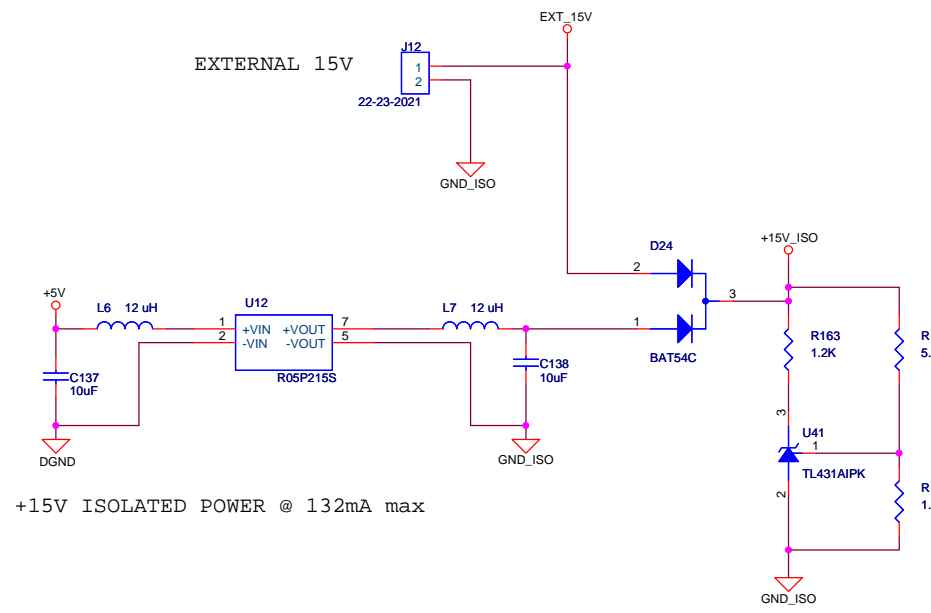 EXT_15V
J12
EXTERNAL 15V
1
2
22-23-2021
GND_ISO
D24
+15V_ISO
2
3
+5V
L6 12 uH
U12
L7 12 uH
1
2
+VIN +VOUT
-VIN -VOUT
7
5
1
BAT54C
R05P215S
C137
10uF
C138
10uF
R163
1.2K
R
5.
3
U41
1
TL431AIPK
2
R
1.
DGND
GND_ISO
+15V ISOLATED POWER @ 132mA max
GND_ISO